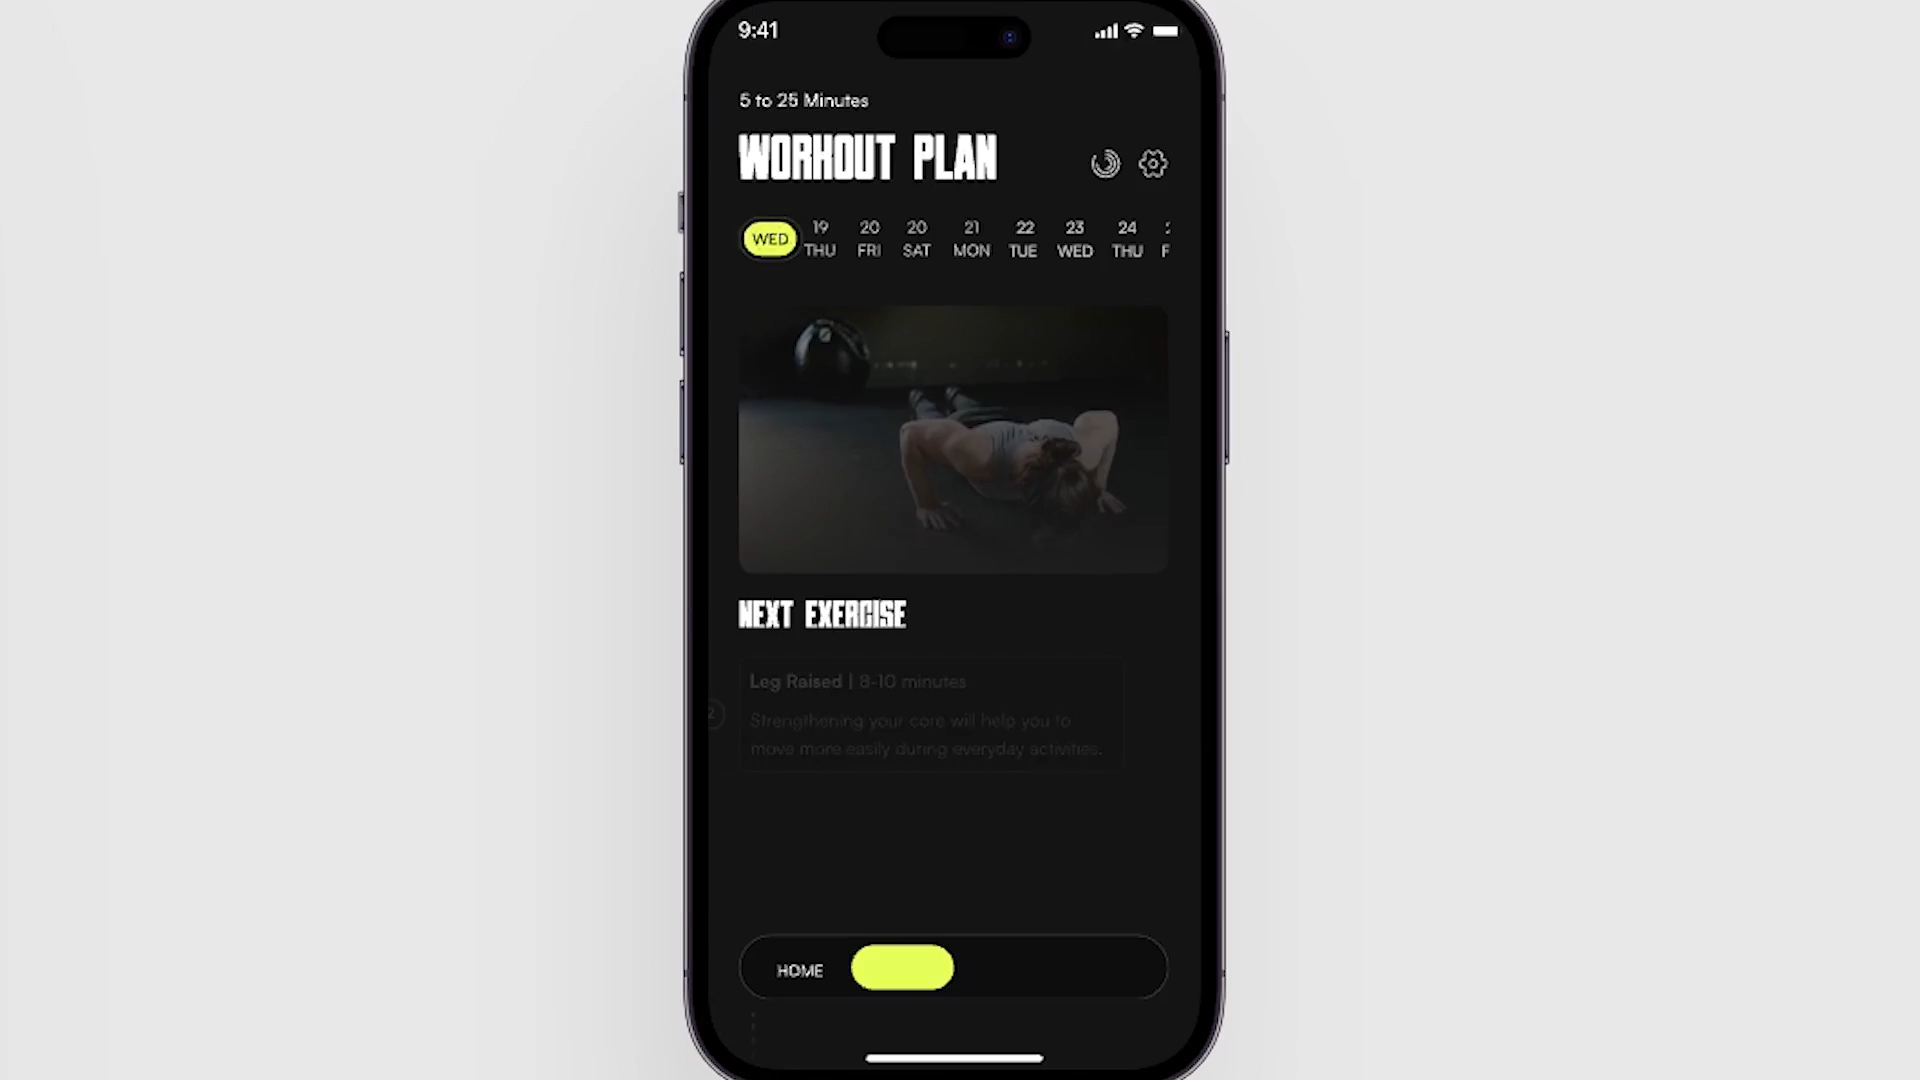 9:41
5 to 25 Minutes
WORKOUT PLAN
19 20 20 21 22 23 24
WED THU FRI SAT MON TUE WED THU F
NEXT EXERCISE
Leg Raised | 8-10 minutes
2
Strengthening your core will help you to
move more easily during everyday activities.
HOME